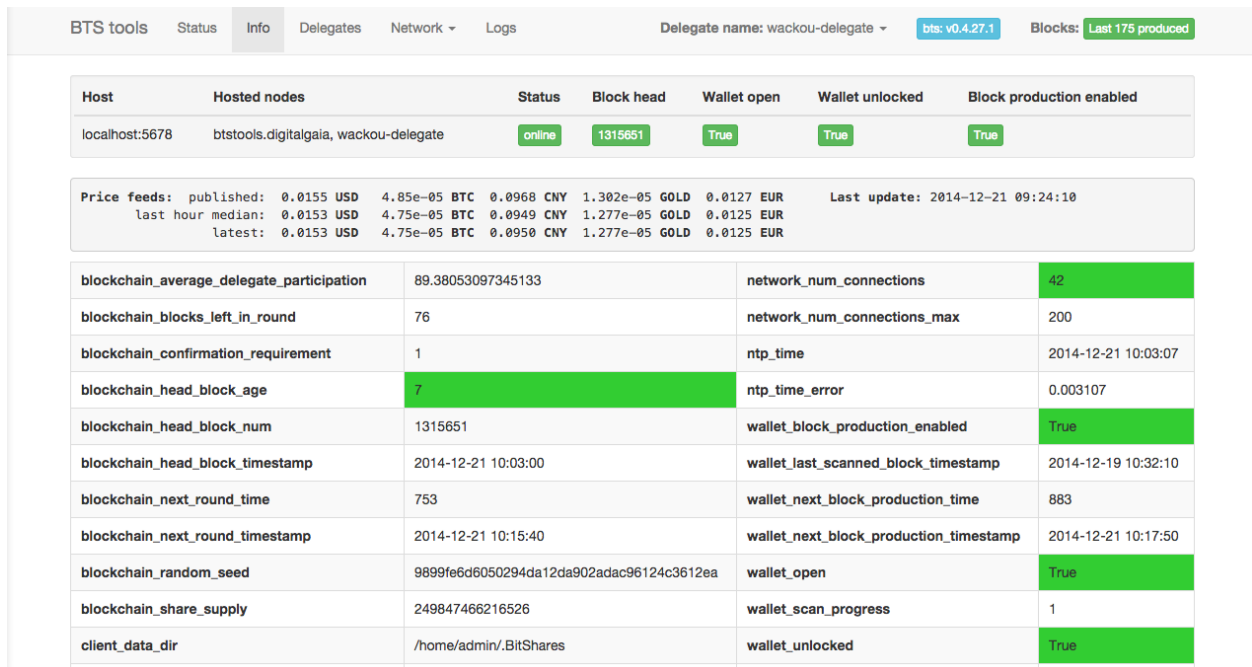 BTS tools Status Info Delegates Network Logs Delegate name: wackou-delegate bts: v0.4.27.1 Blocks: Last 175 produced
Host Hosted nodes Status Block head Wallet open Wallet unlocked Block production enabled
localhost:5678 btstools.digitalgaia, wackou-delegate online 1315651 True True True
Price feeds: published: 0.0155 USD 4.85e-05 BTC 0.0968 CNY 1.302e-05 GOLD 0.0127 EUR Last update: 2014-12-21 09:24:10
last hour median: 0.0153 USD 4.75e-05 BTC 0.0949 CNY 1.277e-05 GOLD 0.0125 EUR
latest: 0.0153 USD 4.75e-05 BTC 0.0950 CNY 1.277e-05 GOLD 0.0125 EUR
blockchain_average_delegate_participation 89.38053097345133 network_num_connections 42
blockchain_blocks_left_in_round 76 network_num_connections_max 200
blockchain_confirmation_requirement 1 ntp_time 2014-12-21 10:03:07
blockchain_head_block_age 7 ntp_time_error 0.003107
blockchain_head_block_num 1315651 wallet_block_production_enabled True
blockchain_head_block_timestamp 2014-12-21 10:03:00 wallet_last_scanned_block_timestamp 2014-12-19 10:32:10
blockchain_next_round_time 753 wallet_next_block_production_time 883
blockchain_next_round_timestamp 2014-12-21 10:15:40 wallet_next_block_production_timestamp 2014-12-21 10:17:50
blockchain_random_seed 9899fe6d6050294da12da902adac96124c3612ea wallet_open True
blockchain_share_supply 249847466216526 wallet_scan_progress 1
client_data_dir /home/admin/.BitShares wallet_unlocked True